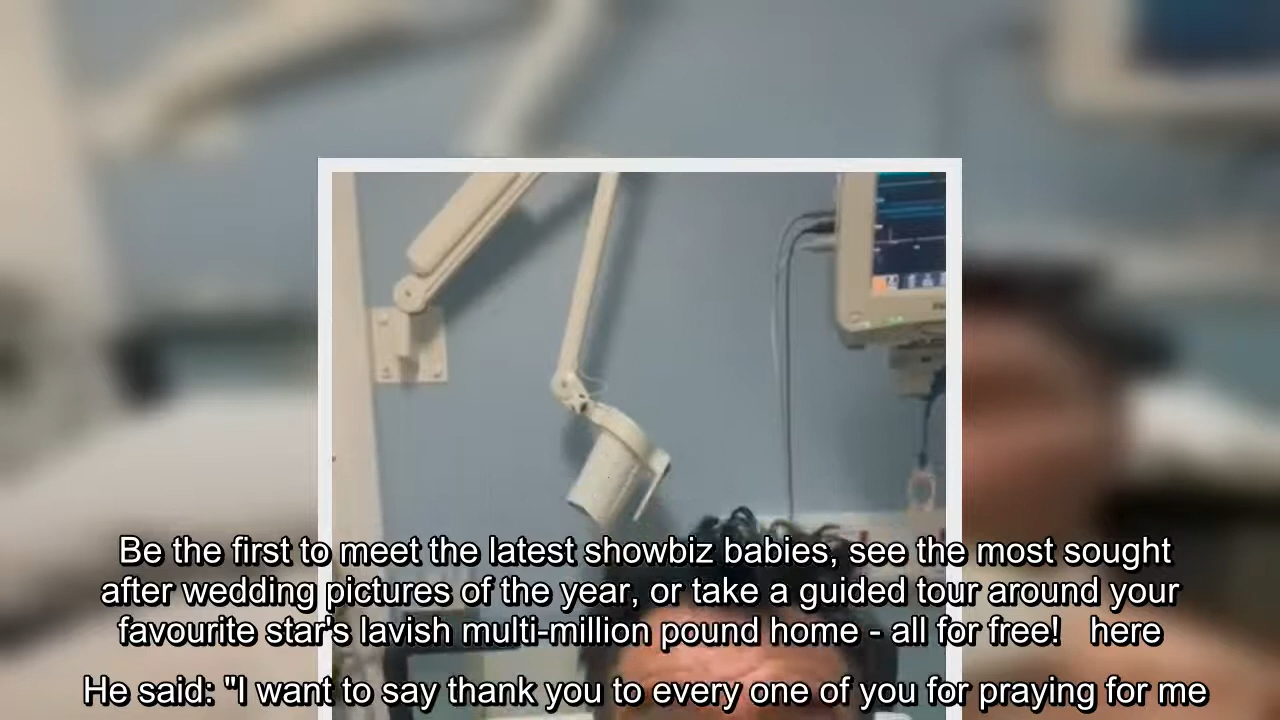 Be the first to meet the latest showbiz babies, see the most sought
after wedding pictures of the year, or take a guided tour around your
favourite star's lavish multi-million pound home - all for free!   here
He said: "I want to say thank you to every one of you for praying for me